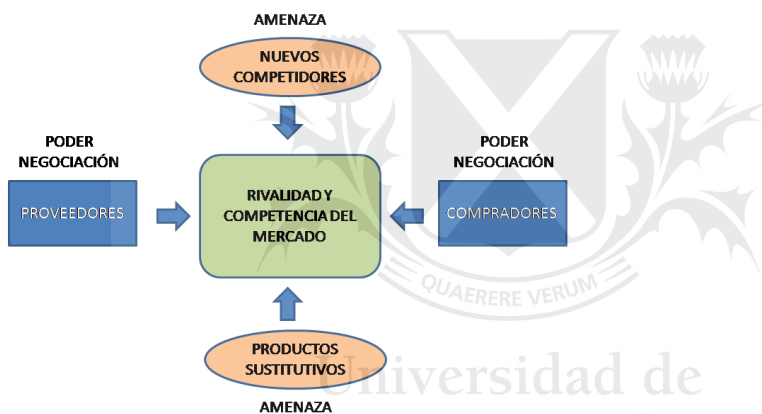 AMENAZA
NUEVOS
COMPETIDORES
PODER
NEGOCIACIÓN
PROVEEDORES
RIVALIDAD Y
COMPETENCIA DEL
MERCADO
PODER
NEGOCIACIÓN
COMPRADORES
PRODUCTOS
SUSTITUTIVOS
AMENAZA
QUAERERE VERUM
Universidad de